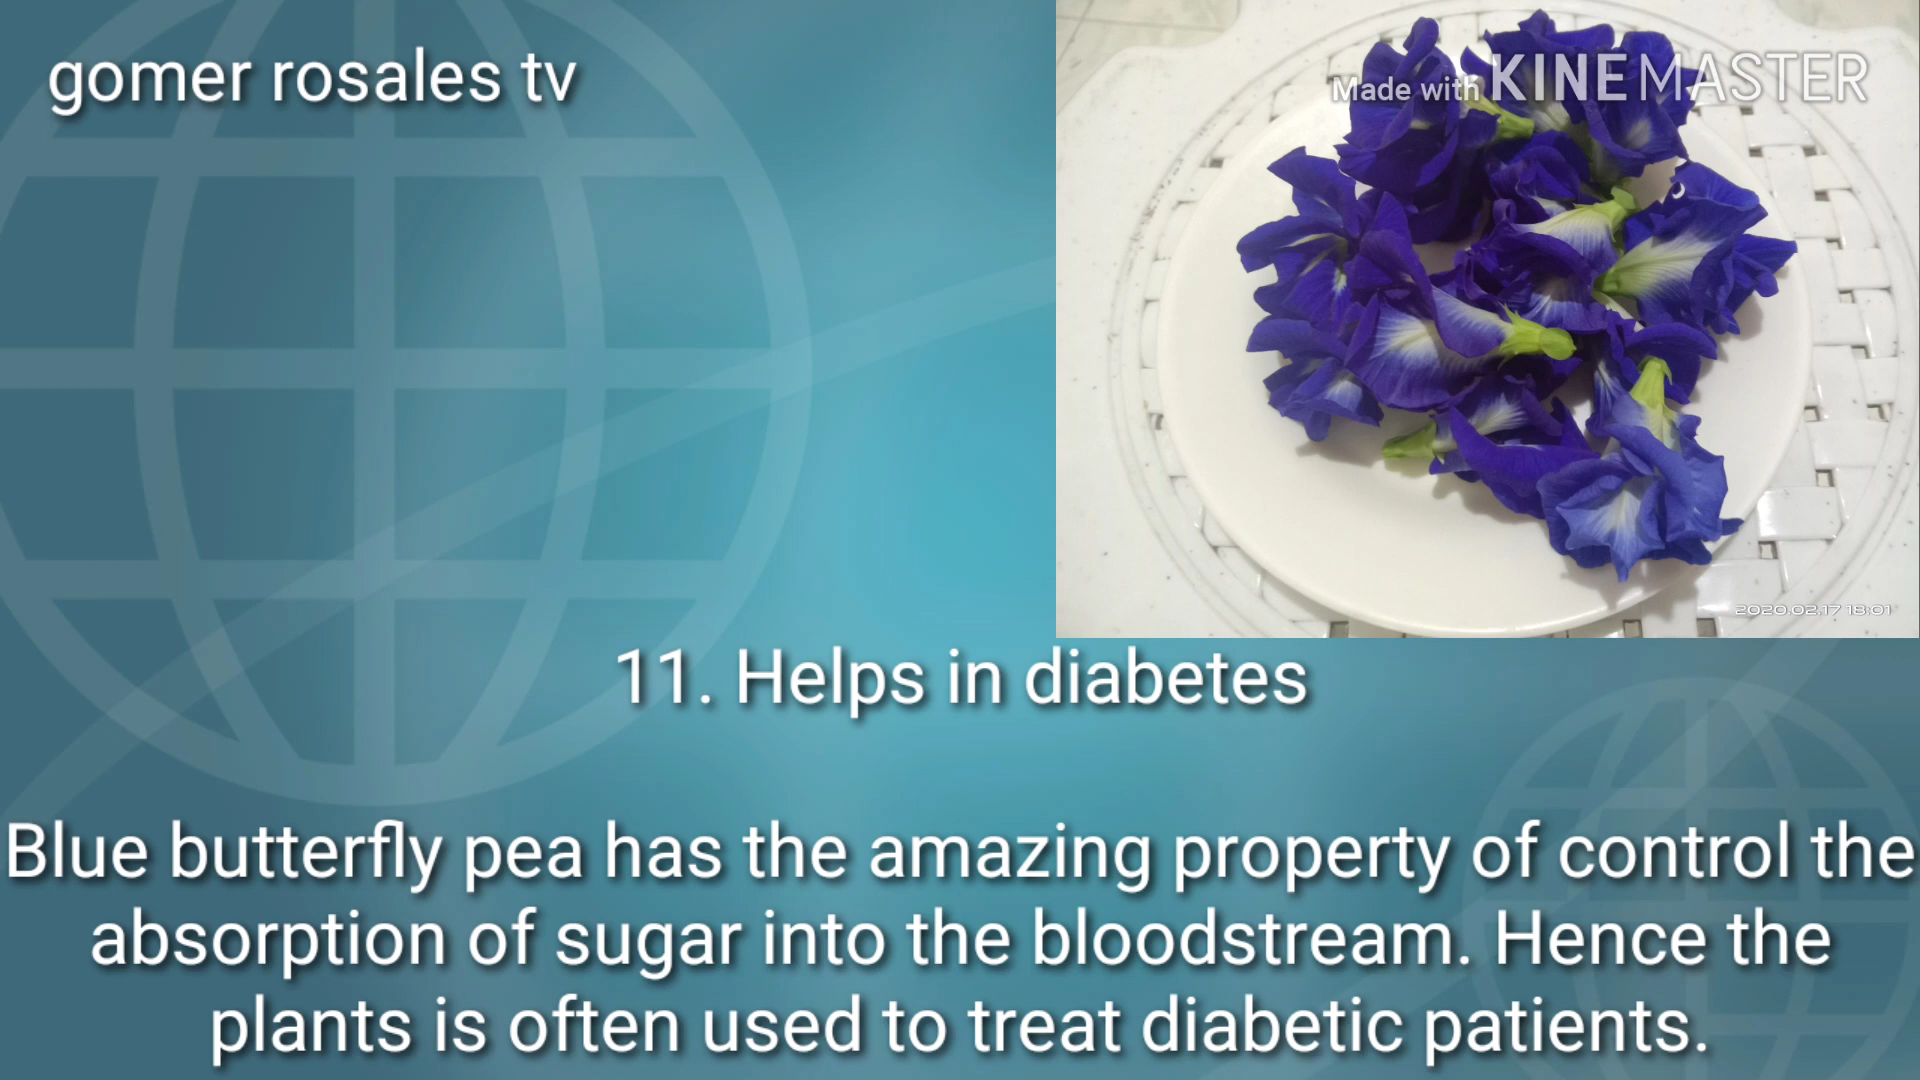 gomer rosales tv
Made with KINEMASTER
2020.02.17 18:01
11. Helps in diabetes
Blue butterfly pea has the amazing property of control the
absorption of sugar into the bloodstream. Hence the
plants is often used to treat diabetic patients.